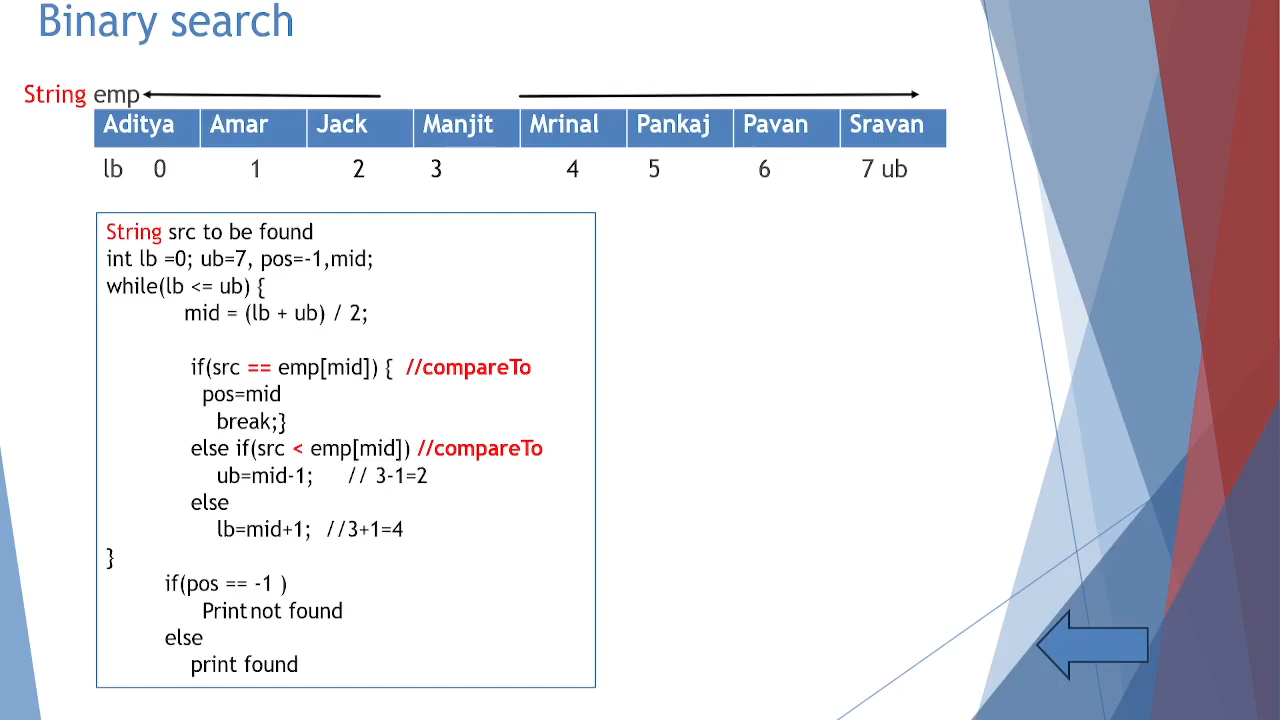 Binary search
String emp
Aditya Amar Jack Manjit Mrinal Pankaj Pavan Sravan
lb 0 1 2 3 4 5 6 7 ub
String src to be found
int lb =0; ub=7, pos=-1,mid;
while(lb <= ub) {
mid = (lb + ub) / 2;
if(src == emp[mid]) { //compareTo
pos=mid
break;}
else if(src < emp[mid]) //compareTo
ub=mid-1; // 3-1=2
else
lb=mid+1; //3+1=4
}
if(pos == -1 )
Print not found
else
print found